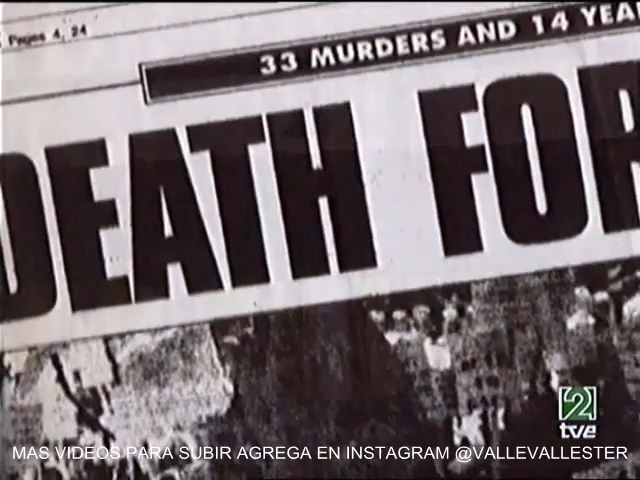 Pages 4, 24
33 MURDERS AND 14 YEA
DEATH FOR
2
tve
MAS VIDEOS PARA SUBIR AGREGA EN INSTAGRAM @VALLEVALLESTER